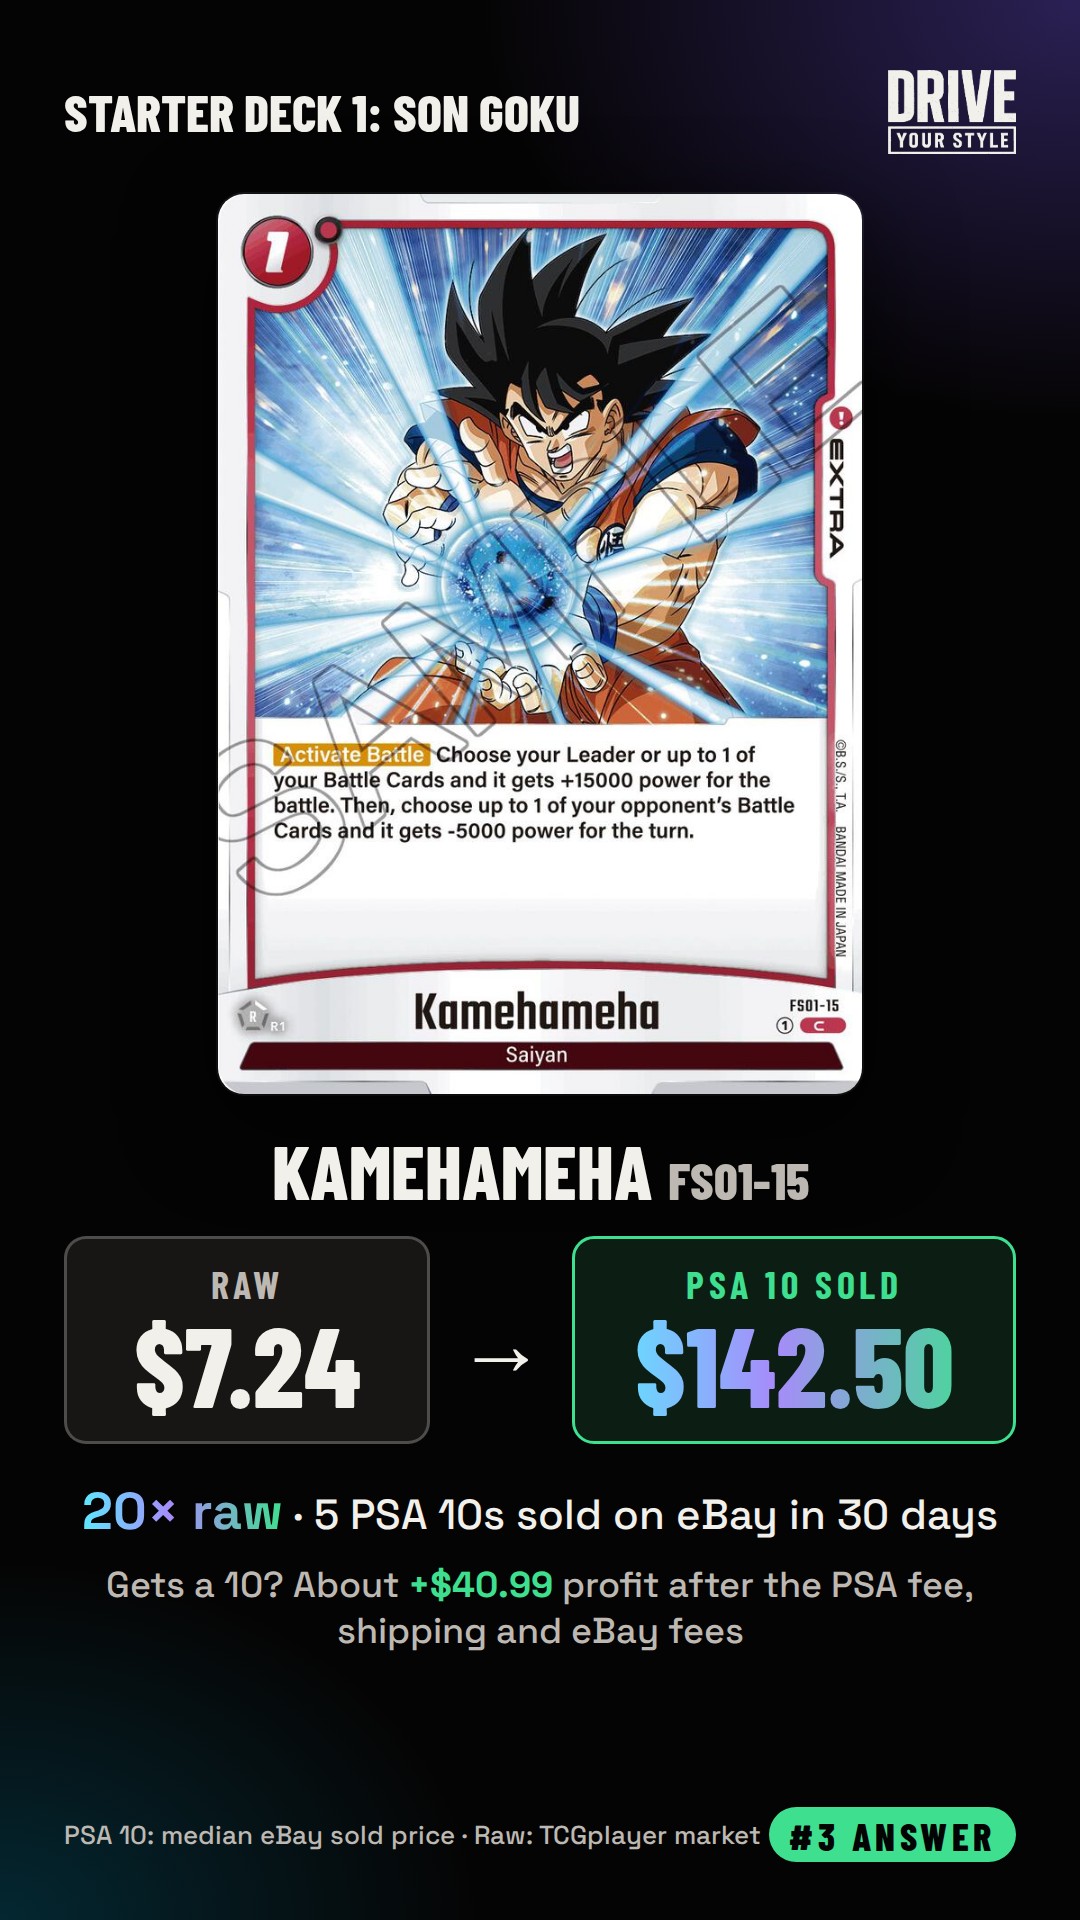 STARTER DECK 1: SON GOKU
DRIVE
YOUR STYLE
1
! EXTRA
SAMPLE
Activate Battle Choose your Leader or up to 1 of
your Battle Cards and it gets +15000 power for the
battle. Then, choose up to 1 of your opponent's Battle
Cards and it gets -5000 power for the turn.
©B.S./S., T.A. BANDAI MADE IN JAPAN
R R1
Kamehameha
FS01-15
1 C
Saiyan
KAMEHAMEHA FS01-15
RAW
$7.24
→
PSA 10 SOLD
$142.50
20× raw · 5 PSA 10s sold on eBay in 30 days
Gets a 10? About +$40.99 profit after the PSA fee,
shipping and eBay fees
PSA 10: median eBay sold price · Raw: TCGplayer market
#3 ANSWER